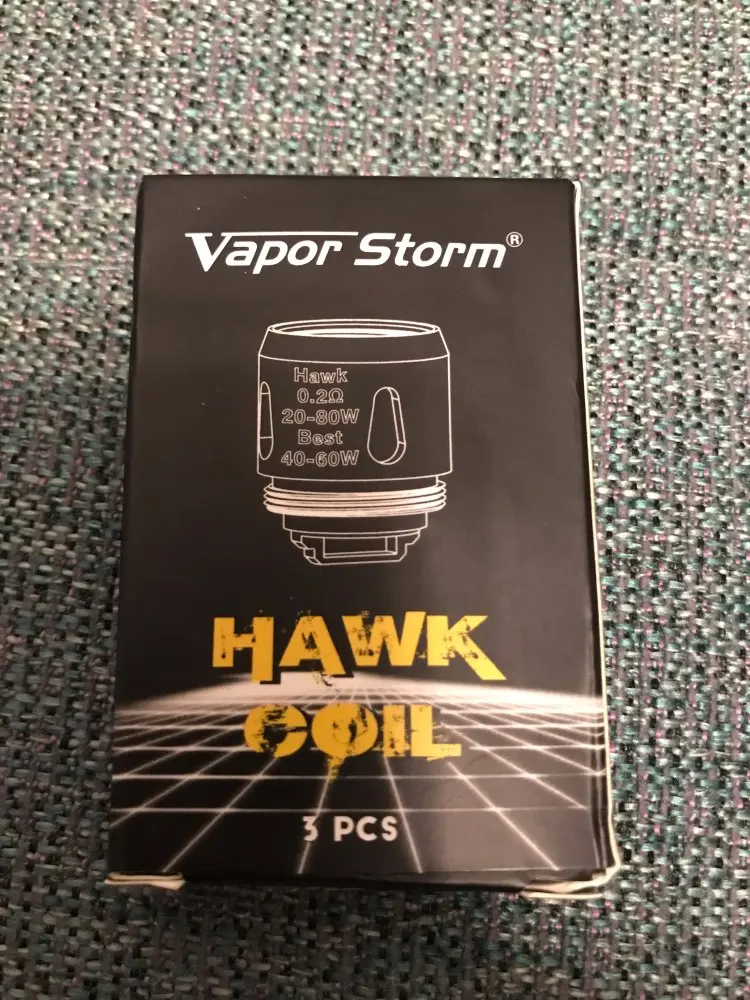 Vapor Storm®
Hawk
0.2Ω
20-80W
Best
40-60W
HAWK
COIL
3 PCS